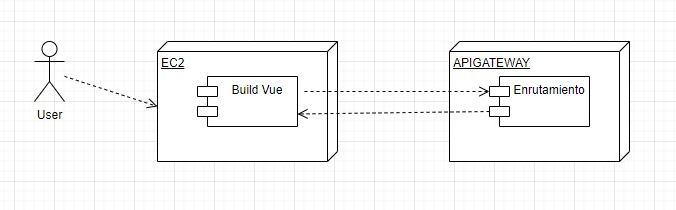 EC2
APIGATEWAY
Build Vue
Enrutamiento
User